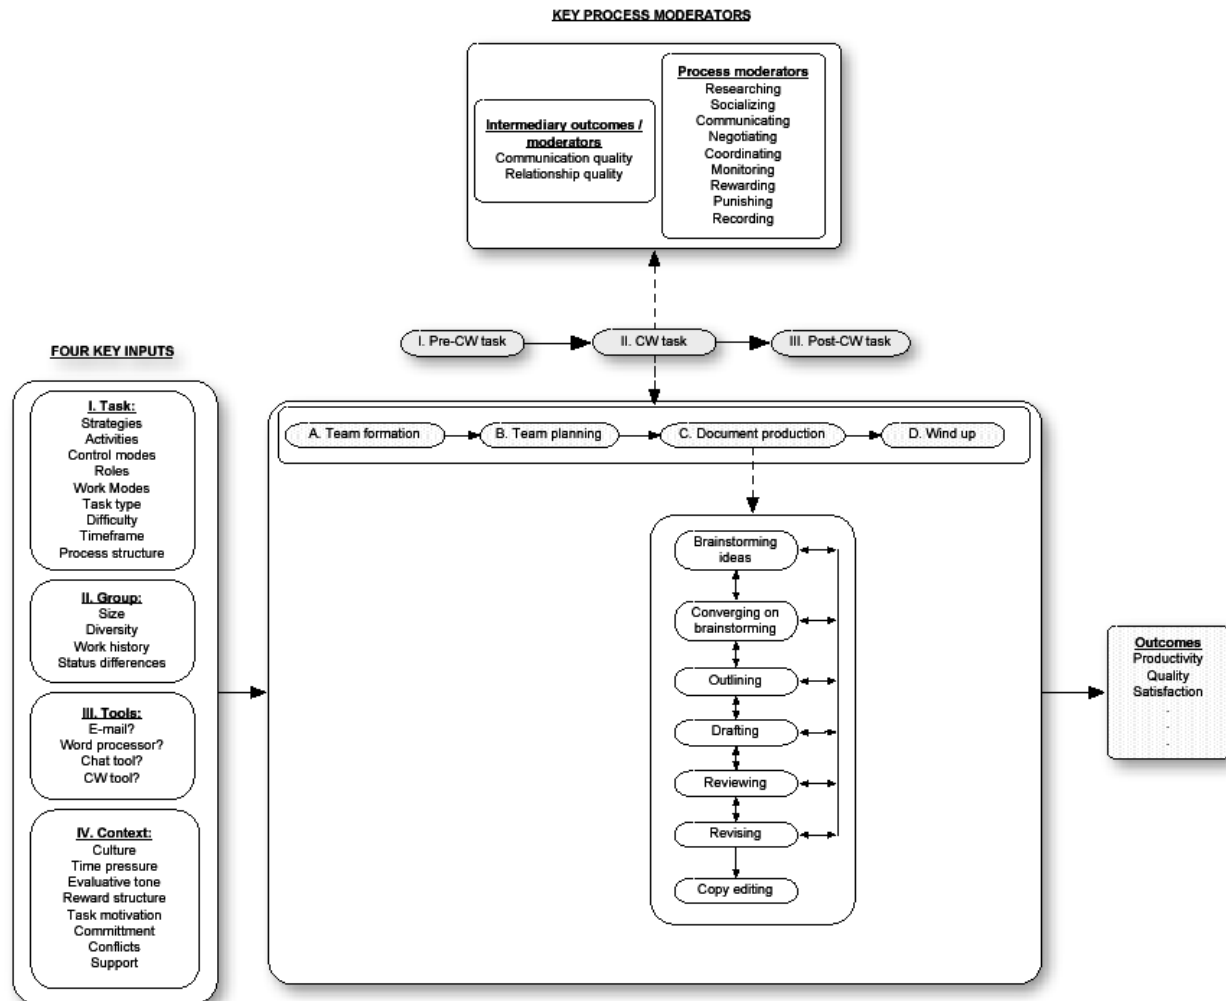 KEY PROCESS MODERATORS
Process moderators
Researching
Socializing
Communicating
Negotiating
Coordinating
Monitoring
Rewarding
Punishing
Recording
Intermediary outcomes /
moderators
Communication quality
Relationship quality
I. Pre-CW task
II. CW task
III. Post-CW task
FOUR KEY INPUTS
I. Task:
Strategies
Activities
Control modes
Roles
Work Modes
Task type
Difficulty
Timeframe
Process structure
II. Group:
Size
Diversity
Work history
Status differences
III. Tools:
E-mail?
Word processor?
Chat tool?
CW tool?
IV. Context:
Culture
Time pressure
Evaluative tone
Reward structure
Task motivation
Committment
Conflicts
Support
A. Team formation
B. Team planning
C. Document production
D. Wind up
Brainstorming
ideas
Converging on
brainstorming
Outlining
Drafting
Reviewing
Revising
Copy editing
Outcomes
Productivity
Quality
Satisfaction
.
.
.